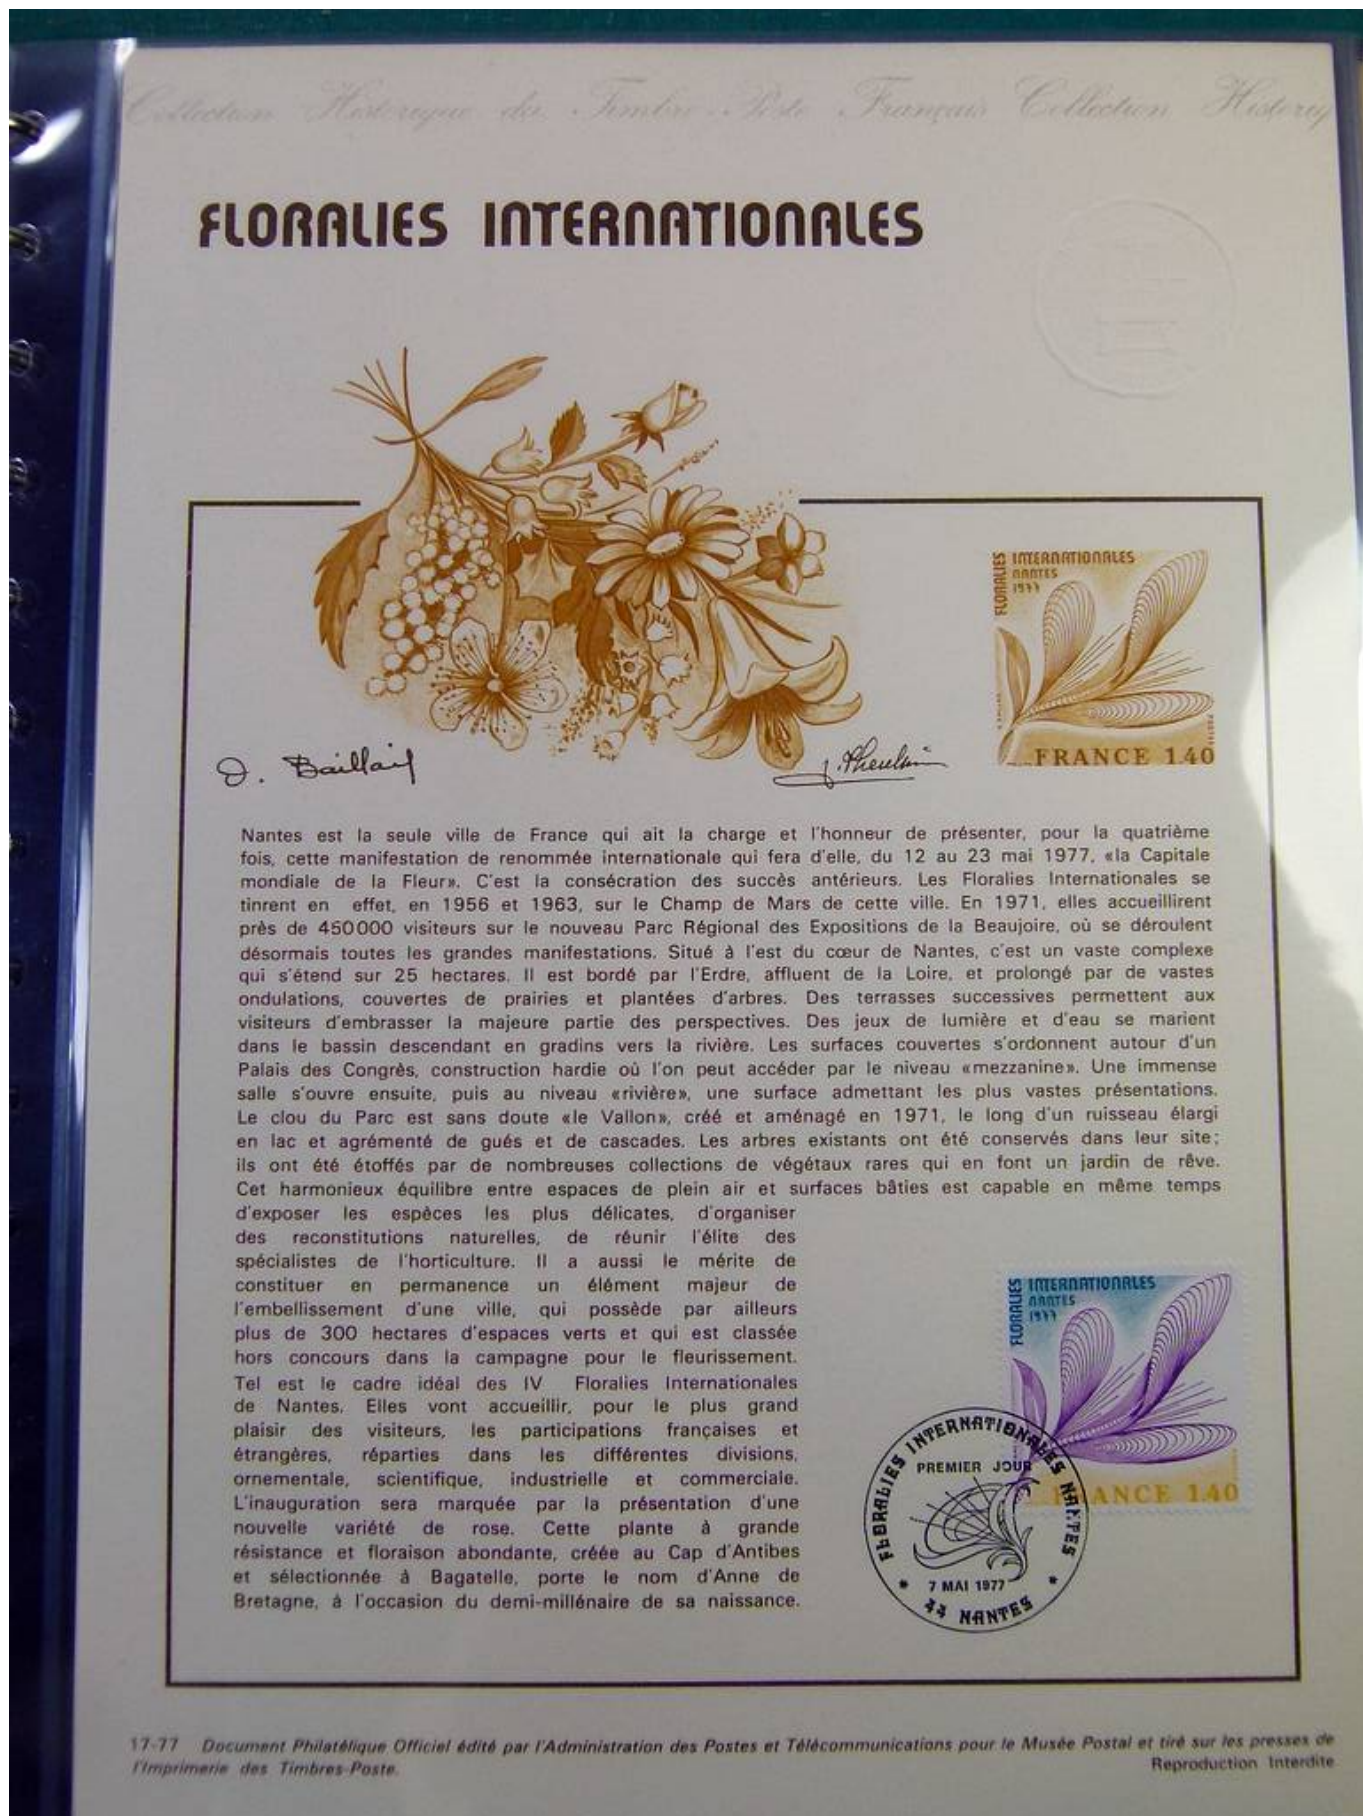 Collection Historique du Timbre-Poste Français Collection Historiq
FLORALIES INTERNATIONALES
FLORALIES
INTERNATIONALES
NANTES
1977
FRANCE 1.40
Nantes est la seule ville de France qui ait la charge et l'honneur de présenter, pour la quatrième
fois, cette manifestation de renommée internationale qui fera d'elle, du 12 au 23 mai 1977, «la Capitale
mondiale de la Fleur». C'est la consécration des succès antérieurs. Les Floralies Internationales se
tinrent en effet, en 1956 et 1963, sur le Champ de Mars de cette ville. En 1971, elles accueillirent
près de 450000 visiteurs sur le nouveau Parc Régional des Expositions de la Beaujoire, où se déroulent
désormais toutes les grandes manifestations. Situé à l'est du cœur de Nantes, c'est un vaste complexe
qui s'étend sur 25 hectares. Il est bordé par l'Erdre, affluent de la Loire, et prolongé par de vastes
ondulations, couvertes de prairies et plantées d'arbres. Des terrasses successives permettent aux
visiteurs d'embrasser la majeure partie des perspectives. Des jeux de lumière et d'eau se marient
dans le bassin descendant en gradins vers la rivière. Les surfaces couvertes s'ordonnent autour d'un
Palais des Congrès, construction hardie où l'on peut accéder par le niveau «mezzanine». Une immense
salle s'ouvre ensuite, puis au niveau «rivière», une surface admettant les plus vastes présentations.
Le clou du Parc est sans doute «le Vallon», créé et aménagé en 1971, le long d'un ruisseau élargi
en lac et agrémenté de gués et de cascades. Les arbres existants ont été conservés dans leur site;
ils ont été étoffés par de nombreuses collections de végétaux rares qui en font un jardin de rêve.
Cet harmonieux équilibre entre espaces de plein air et surfaces bâties est capable en même temps
d'exposer les espèces les plus délicates, d'organiser
des reconstitutions naturelles, de réunir l'élite des
spécialistes de l'horticulture. Il a aussi le mérite de
constituer en permanence un élément majeur de
l'embellissement d'une ville, qui possède par ailleurs
plus de 300 hectares d'espaces verts et qui est classée
hors concours dans la campagne pour le fleurissement.
Tel est le cadre idéal des IV Floralies Internationales
de Nantes. Elles vont accueillir, pour le plus grand
plaisir des visiteurs, les participations françaises et
étrangères, réparties dans les différentes divisions,
ornementale, scientifique, industrielle et commerciale.
L'inauguration sera marquée par la présentation d'une
nouvelle variété de rose. Cette plante à grande
résistance et floraison abondante, créée au Cap d'Antibes
et sélectionnée à Bagatelle, porte le nom d'Anne de
Bretagne, à l'occasion du demi-millénaire de sa naissance.
FLORALIES
INTERNATIONALES
NANTES
1977
FRANCE 1.40
FLORALIES INTERNATIONALES NANTES
PREMIER JOUR
7 MAI 1977
44 NANTES
17-77 Document Philatélique Officiel édité par l'Administration des Postes et Télécommunications pour le Musée Postal et tiré sur les presses de
l'Imprimerie des Timbres-Poste.
Reproduction Interdite